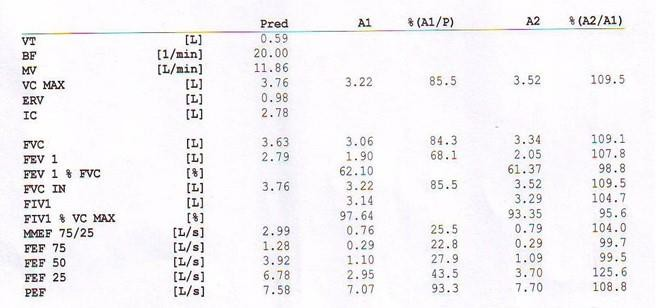 Pred A1 %(A1/P) A2 %(A2/A1)
VT [L] 0.59
BF [1/min] 20.00
MV [L/min] 11.86
VC MAX [L] 3.76 3.22 85.5 3.52 109.5
ERV [L] 0.98
IC [L] 2.78
FVC [L] 3.63 3.06 84.3 3.34 109.1
FEV 1 [L] 2.79 1.90 68.1 2.05 107.8
FEV 1 % FVC [%] 62.10 61.37 98.8
FVC IN [L] 3.76 3.22 85.5 3.52 109.5
FIV1 [L] 3.14 3.29 104.7
FIV1 % VC MAX [%] 97.64 93.35 95.6
MMEF 75/25 [L/s] 2.99 0.76 25.5 0.79 104.0
FEF 75 [L/s] 1.28 0.29 22.8 0.29 99.7
FEF 50 [L/s] 3.92 1.10 27.9 1.09 99.5
FEF 25 [L/s] 6.78 2.95 43.5 3.70 125.6
PEF [L/s] 7.58 7.07 93.3 7.70 108.8